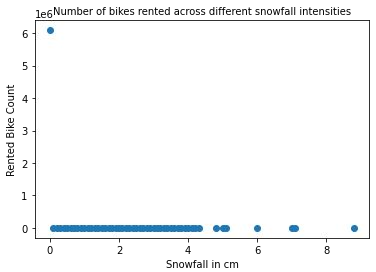 Number of bikes rented across different snowfall intensities
1e6
6
5
4
3
2
1
0
Rented Bike Count
0 2 4 6 8
Snowfall in cm